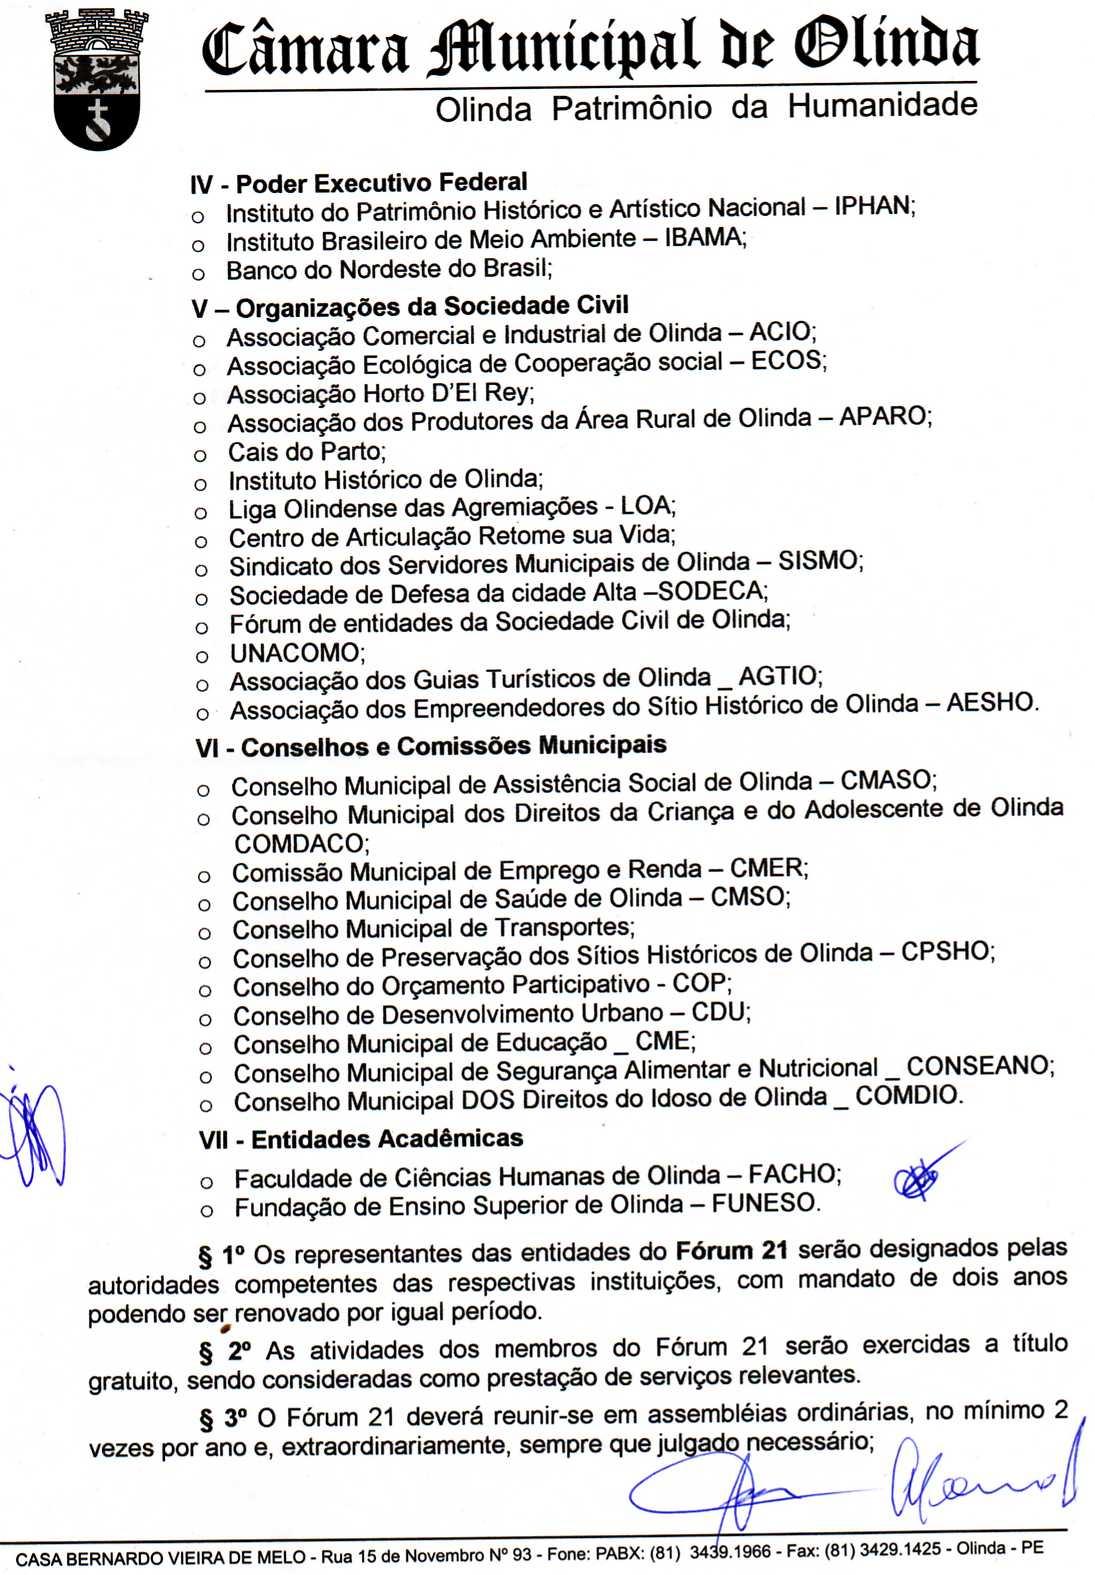 Câmara Municipal de Olinda
Olinda Patrimônio da Humanidade
IV - Poder Executivo Federal
o Instituto do Patrimônio Histórico e Artístico Nacional – IPHAN;
o Instituto Brasileiro de Meio Ambiente – IBAMA;
o Banco do Nordeste do Brasil;
V – Organizações da Sociedade Civil
o Associação Comercial e Industrial de Olinda – ACIO;
o Associação Ecológica de Cooperação social – ECOS;
o Associação Horto D'El Rey;
o Associação dos Produtores da Área Rural de Olinda – APARO;
o Cais do Parto;
o Instituto Histórico de Olinda;
o Liga Olindense das Agremiações - LOA;
o Centro de Articulação Retome sua Vida;
o Sindicato dos Servidores Municipais de Olinda – SISMO;
o Sociedade de Defesa da cidade Alta –SODECA;
o Fórum de entidades da Sociedade Civil de Olinda;
o UNACOMO;
o Associação dos Guias Turísticos de Olinda _ AGTIO;
o Associação dos Empreendedores do Sítio Histórico de Olinda – AESHO.
VI - Conselhos e Comissões Municipais
o Conselho Municipal de Assistência Social de Olinda – CMASO;
o Conselho Municipal dos Direitos da Criança e do Adolescente de Olinda
COMDACO;
o Comissão Municipal de Emprego e Renda – CMER;
o Conselho Municipal de Saúde de Olinda – CMSO;
o Conselho Municipal de Transportes;
o Conselho de Preservação dos Sítios Históricos de Olinda – CPSHO;
o Conselho do Orçamento Participativo - COP;
o Conselho de Desenvolvimento Urbano – CDU;
o Conselho Municipal de Educação _ CME;
o Conselho Municipal de Segurança Alimentar e Nutricional _ CONSEANO;
o Conselho Municipal DOS Direitos do Idoso de Olinda _ COMDIO.
VII - Entidades Acadêmicas
o Faculdade de Ciências Humanas de Olinda – FACHO;
o Fundação de Ensino Superior de Olinda – FUNESO.
§ 1º Os representantes das entidades do Fórum 21 serão designados pelas
autoridades competentes das respectivas instituições, com mandato de dois anos
podendo ser renovado por igual período.
§ 2º As atividades dos membros do Fórum 21 serão exercidas a título
gratuito, sendo consideradas como prestação de serviços relevantes.
§ 3º O Fórum 21 deverá reunir-se em assembléias ordinárias, no mínimo 2
vezes por ano e, extraordinariamente, sempre que julgado necessário;
CASA BERNARDO VIEIRA DE MELO - Rua 15 de Novembro Nº 93 - Fone: PABX: (81) 3439.1966 - Fax: (81) 3429.1425 - Olinda - PE